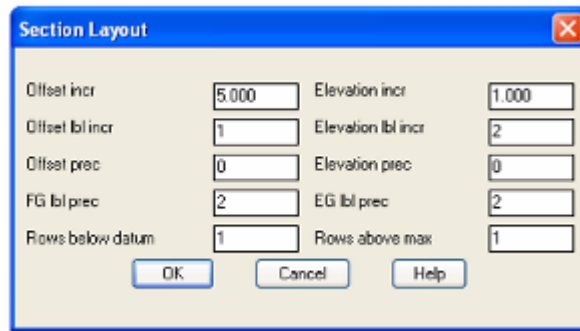 Section Layout
Offset incr 5.000 Elevation incr 1.000
Offset lbl incr 1 Elevation lbl incr 2
Offset prec 0 Elevation prec 0
FG lbl prec 2 EG lbl prec 2
Rows below datum 1 Rows above max 1
OK Cancel Help